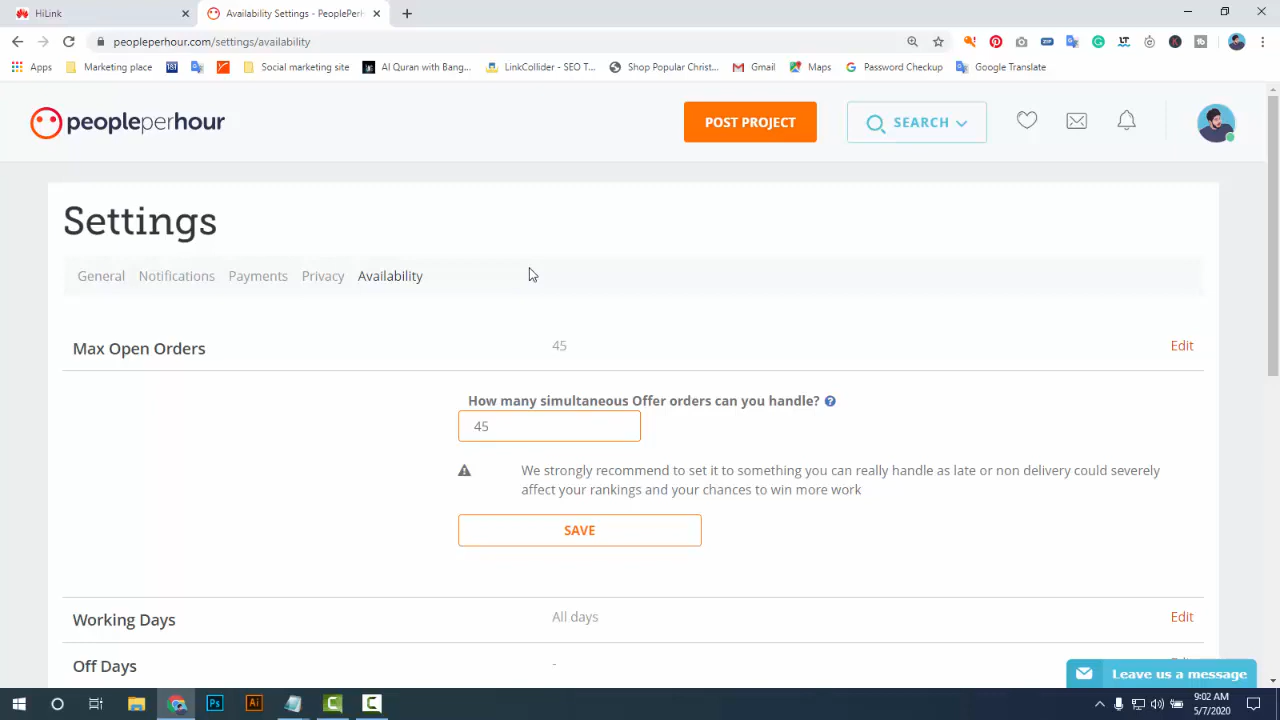 HiLink
Availability Settings - PeoplePerH
peopleperhour.com/settings/availability
Apps Marketing place Social marketing site Al Quran with Bang... LinkCollider - SEO T... Shop Popular Christ... Gmail Maps Password Checkup Google Translate
peopleperhour
POST PROJECT
SEARCH
Settings
General Notifications Payments Privacy Availability
Max Open Orders 45 Edit
How many simultaneous Offer orders can you handle?
45
We strongly recommend to set it to something you can really handle as late or non delivery could severely
affect your rankings and your chances to win more work
SAVE
Working Days All days Edit
Off Days -
Leave us a message
Ps Ai
9:02 AM
5/7/2020